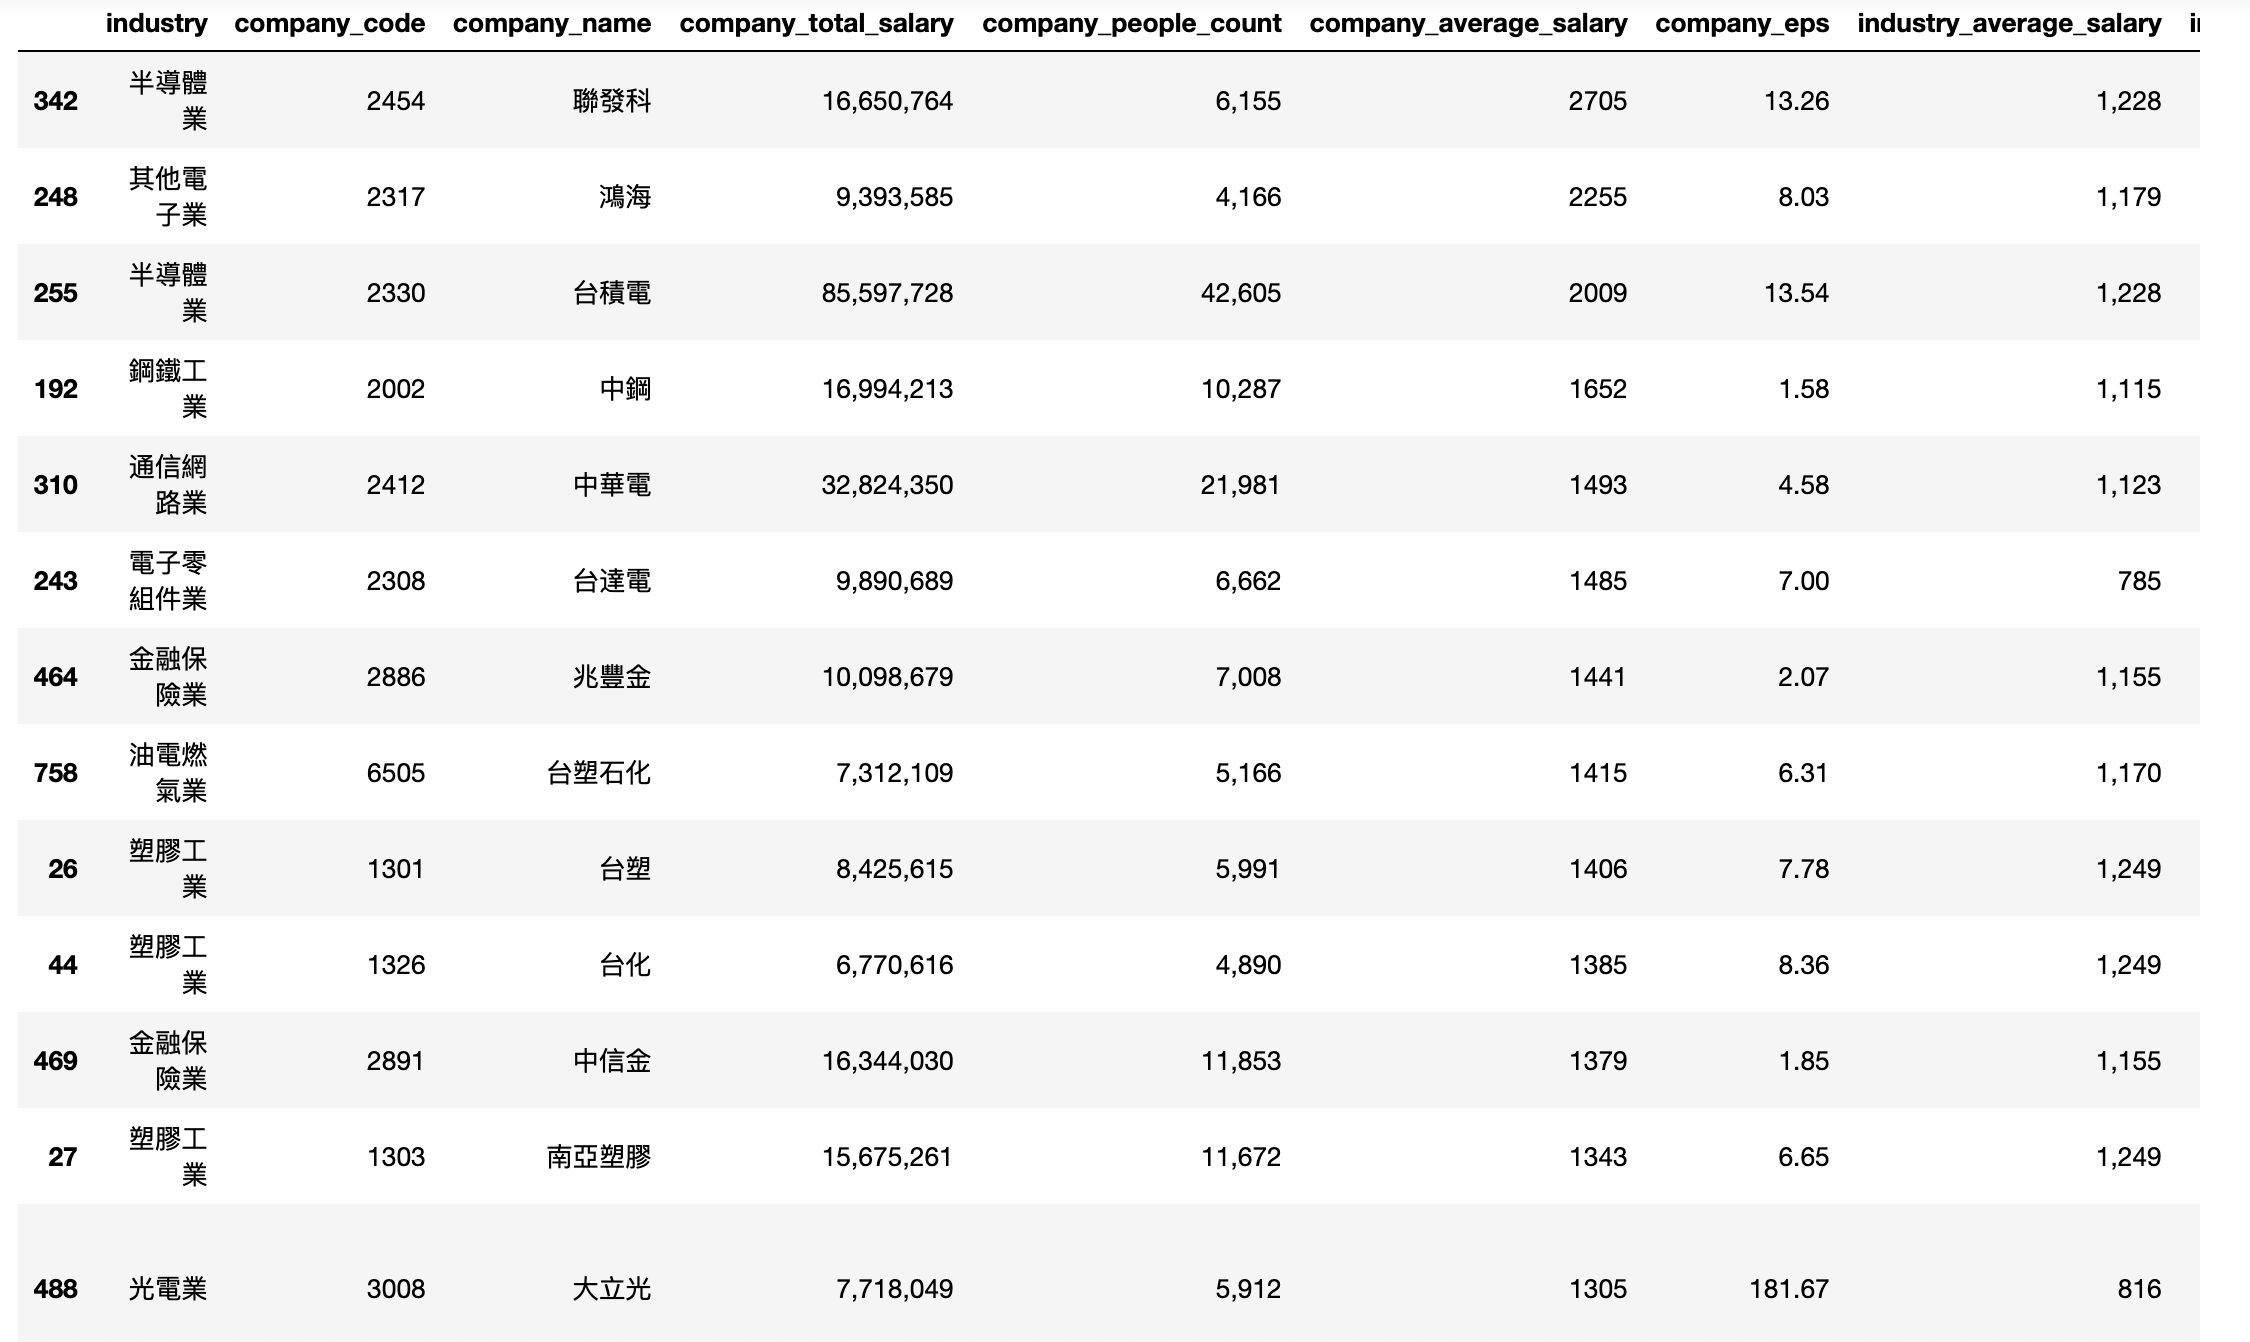 industry company_code company_name company_total_salary company_people_count company_average_salary company_eps industry_average_salary
342 半導體業 2454 聯發科 16,650,764 6,155 2705 13.26 1,228
248 其他電子業 2317 鴻海 9,393,585 4,166 2255 8.03 1,179
255 半導體業 2330 台積電 85,597,728 42,605 2009 13.54 1,228
192 鋼鐵工業 2002 中鋼 16,994,213 10,287 1652 1.58 1,115
310 通信網路業 2412 中華電 32,824,350 21,981 1493 4.58 1,123
243 電子零組件業 2308 台達電 9,890,689 6,662 1485 7.00 785
464 金融保險業 2886 兆豐金 10,098,679 7,008 1441 2.07 1,155
758 油電燃氣業 6505 台塑石化 7,312,109 5,166 1415 6.31 1,170
26 塑膠工業 1301 台塑 8,425,615 5,991 1406 7.78 1,249
44 塑膠工業 1326 台化 6,770,616 4,890 1385 8.36 1,249
469 金融保險業 2891 中信金 16,344,030 11,853 1379 1.85 1,155
27 塑膠工業 1303 南亞塑膠 15,675,261 11,672 1343 6.65 1,249
488 光電業 3008 大立光 7,718,049 5,912 1305 181.67 816